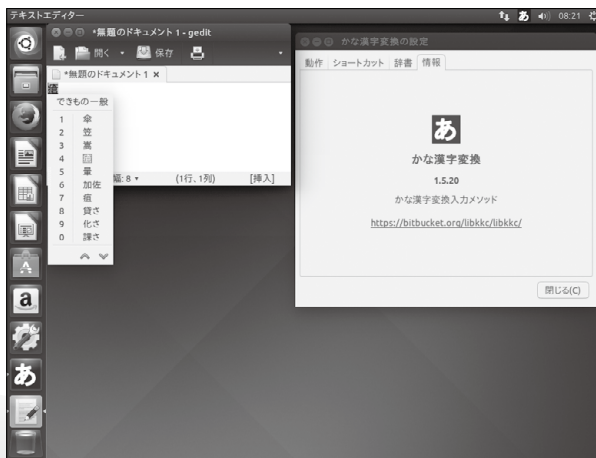 テキストエディター
あ
08:21
*無題のドキュメント 1 - gedit
開く
保存
*無題のドキュメント 1
できもの一般
1 傘
2 笠
3 嵩
4
5 暈
6 加佐
7 瘡
8 貸さ
9 化さ
0 課さ
幅: 8
(1行、1列)
[挿入]
かな漢字変換の設定
動作
ショートカット
辞書
情報
あ
かな漢字変換
1.5.20
かな漢字変換入力メソッド
https://bitbucket.org/libkkc/libkkc/
閉じる(C)
A
a
あ